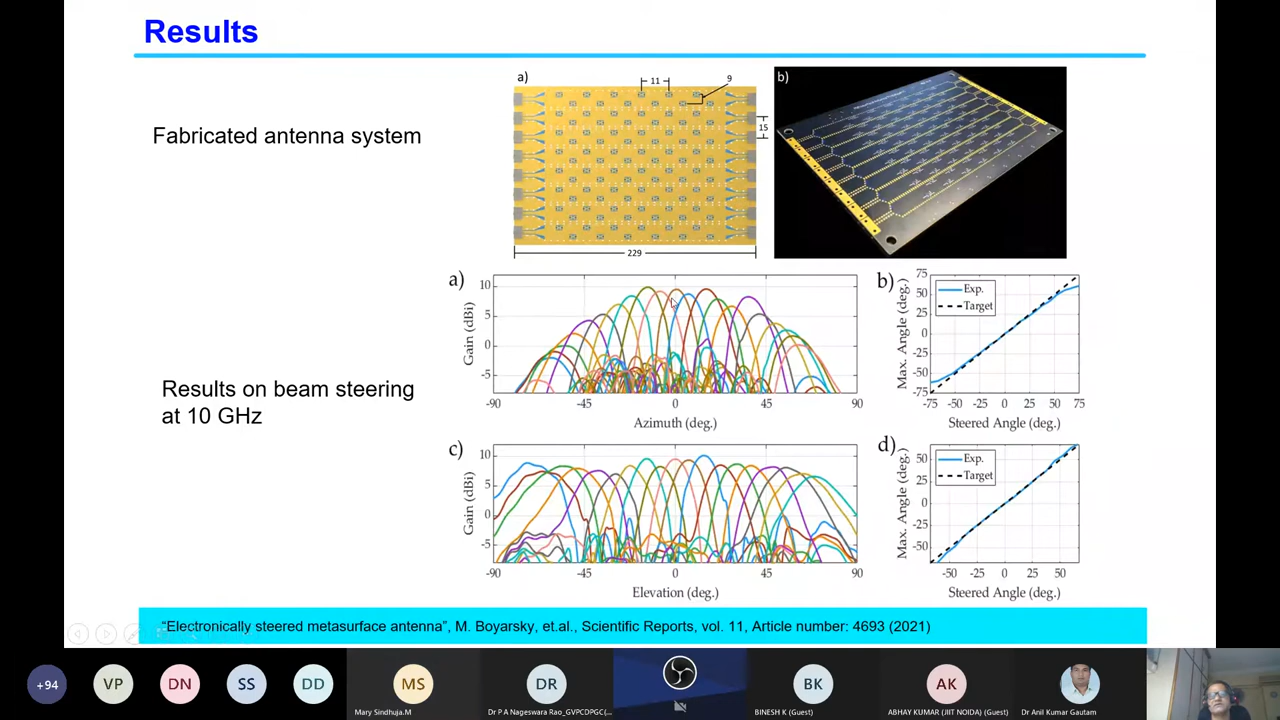 Results
Fabricated antenna system
a)
11
9
15
229
b)
Results on beam steering
at 10 GHz
a)
Gain (dBi)
10
5
0
-5
-90
-45
0
45
90
Azimuth (deg.)
b)
Max. Angle (deg.)
75
50
25
0
-25
-50
-75
Exp.
Target
-75 -50 -25 0 25 50 75
Steered Angle (deg.)
c)
Gain (dBi)
10
5
0
-5
-90
-45
0
45
90
Elevation (deg.)
d)
Max. Angle (deg.)
50
25
0
-25
-50
Exp.
Target
-50 -25 0 25 50
Steered Angle (deg.)
“Electronically steered metasurface antenna”, M. Boyarsky, et.al., Scientific Reports, vol. 11, Article number: 4693 (2021)
+94
VP
DN
SS
DD
MS
Mary Sindhuja.M
DR
Dr P A Nageswara Rao_GVPCDPGC(...
BK
BINESH K (Guest)
AK
ABHAY KUMAR (JIIT NOIDA) (Guest)
Dr Anil Kumar Gautam